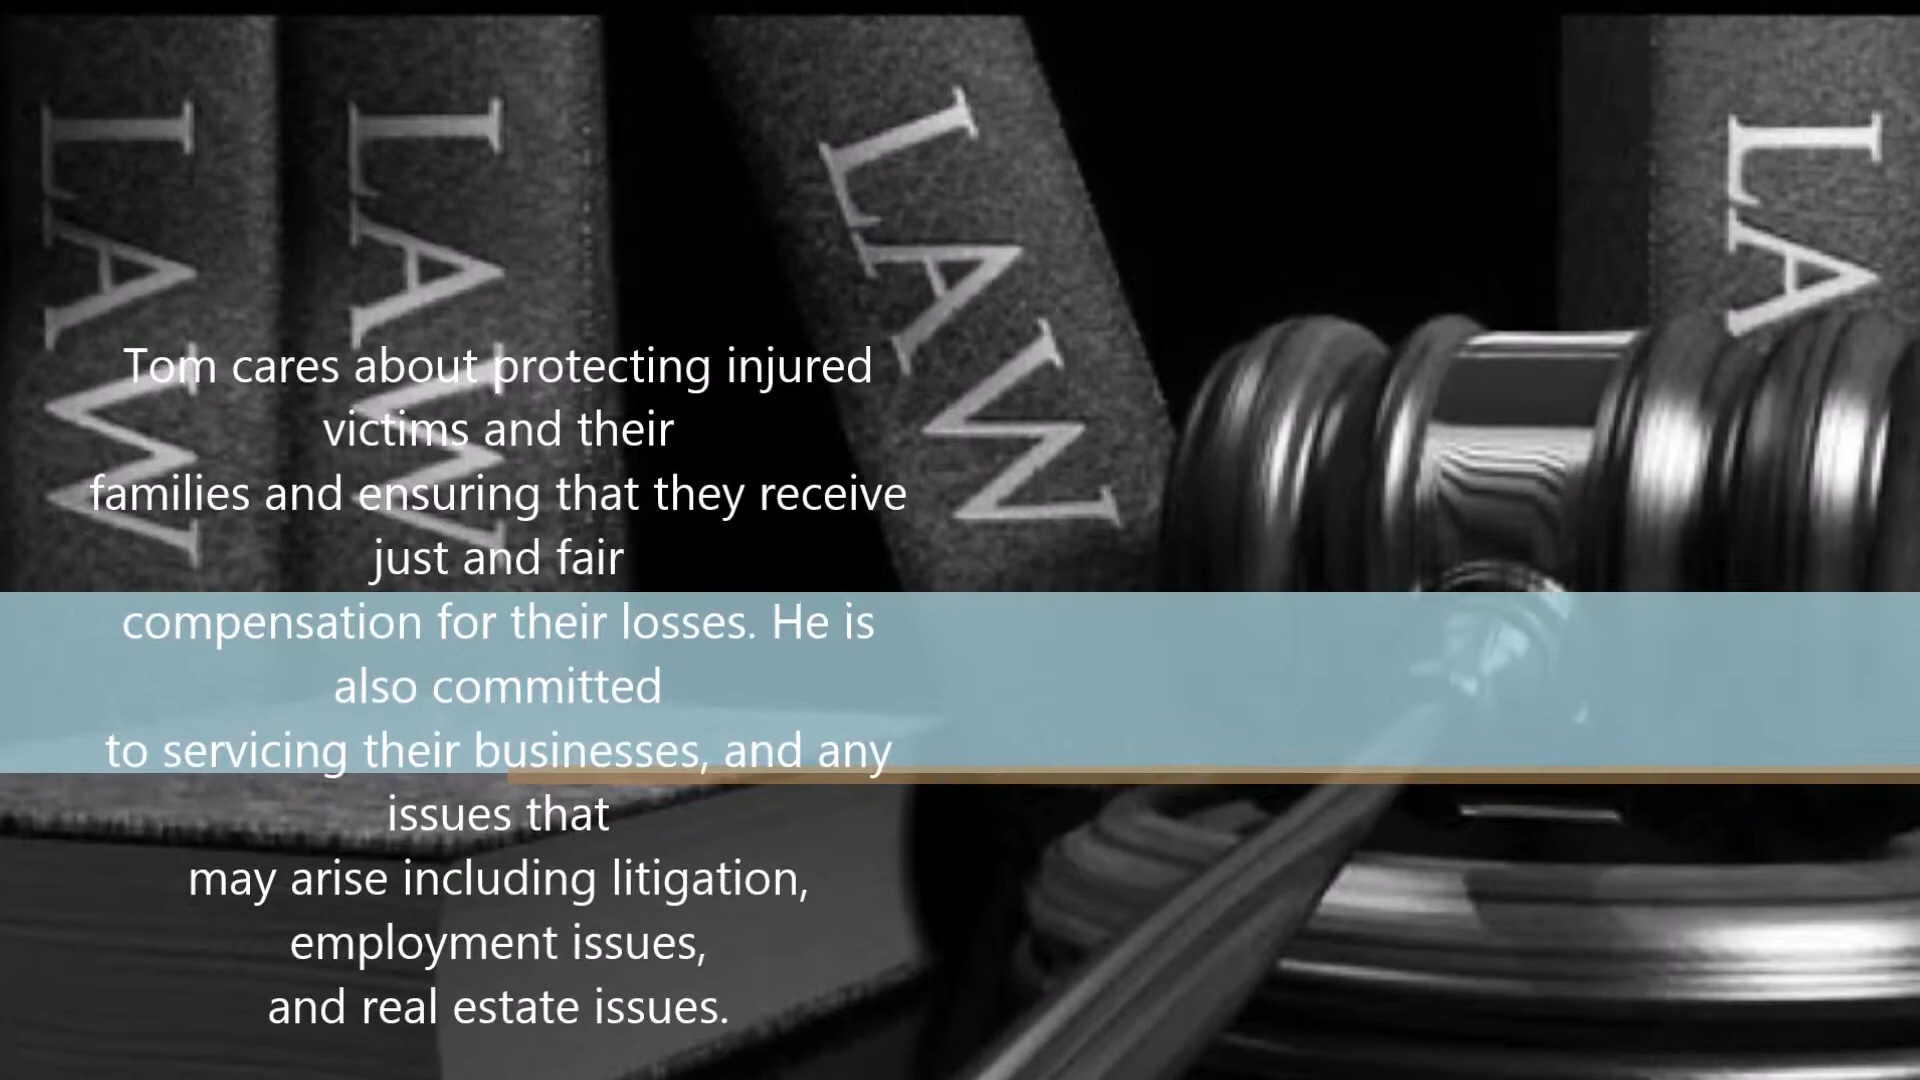 LAW
LAW
LAW
LA
Tom cares about protecting injured
victims and their
families and ensuring that they receive
just and fair
compensation for their losses. He is
also committed
to servicing their businesses, and any
issues that
may arise including litigation,
employment issues,
and real estate issues.